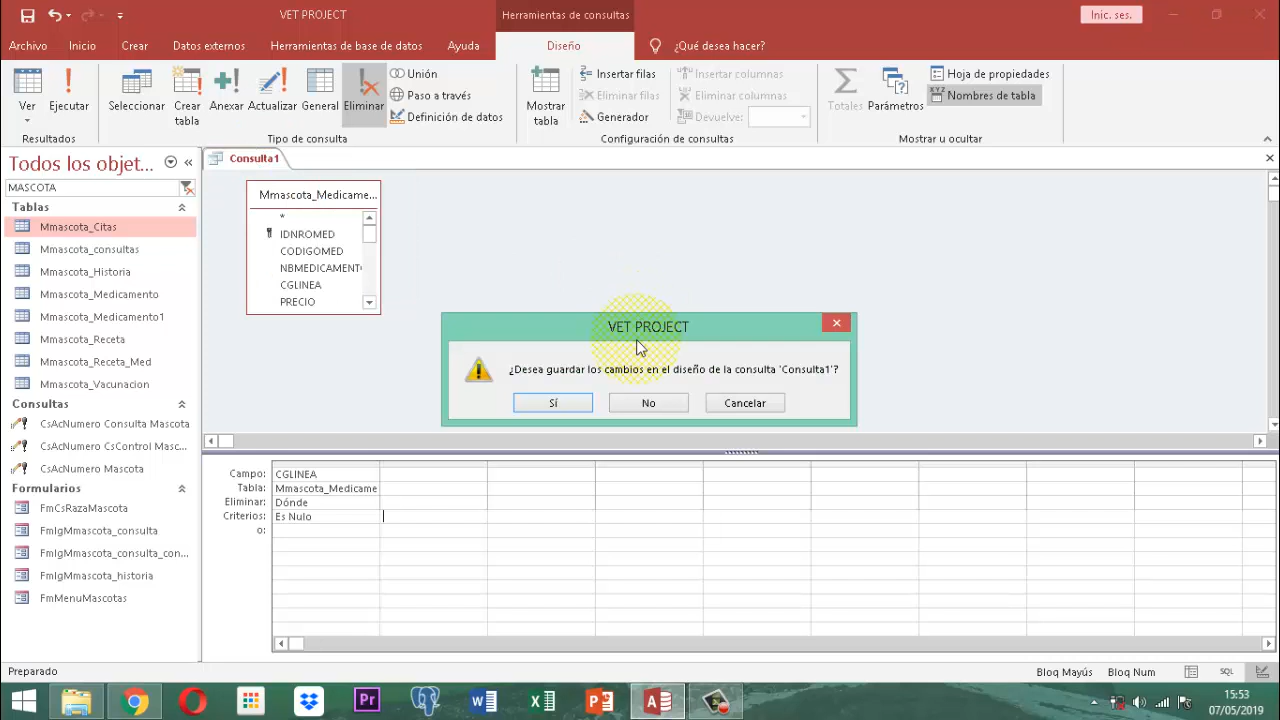 VET PROJECT
Herramientas de consultas
Inic. ses.
Archivo
Inicio
Crear
Datos externos
Herramientas de base de datos
Ayuda
Diseño
¿Qué desea hacer?
Ver
Ejecutar
Resultados
Seleccionar
Crear tabla
Anexar
Actualizar
General
Eliminar
Unión
Paso a través
Definición de datos
Tipo de consulta
Mostrar tabla
Insertar filas
Eliminar filas
Generador
Insertar columnas
Eliminar columnas
Devuelve:
Configuración de consultas
Totales
Parámetros
Hoja de propiedades
XYZ Nombres de tabla
Mostrar u ocultar
Todos los objet...
MASCOTA
Tablas
Mmascota_Citas
Mmascota_consultas
Mmascota_Historia
Mmascota_Medicamento
Mmascota_Medicamento1
Mmascota_Receta
Mmascota_Receta_Med
Mmascota_Vacunacion
Consultas
CsAcNumero Consulta Mascota
CsAcNumero CsControl Masc...
CsAcNumero Mascota
Formularios
FmCsRazaMascota
FmIgMmascota_consulta
FmIgMmascota_consulta_con...
FmIgMmascota_historia
FmMenuMascotas
Consulta1
Mmascota_Medicame...
*
IDNROMED
CODIGOMED
NBMEDICAMENTO
CGLINEA
PRECIO
VET PROJECT
¿Desea guardar los cambios en el diseño de la consulta 'Consulta1'?
Sí
No
Cancelar
Campo: CGLINEA
Tabla: Mmascota_Medicame
Eliminar: Dónde
Criterios: Es Nulo
o:
Preparado
Bloq Mayús
Bloq Num
SQL
Pr
15:53
07/05/2019